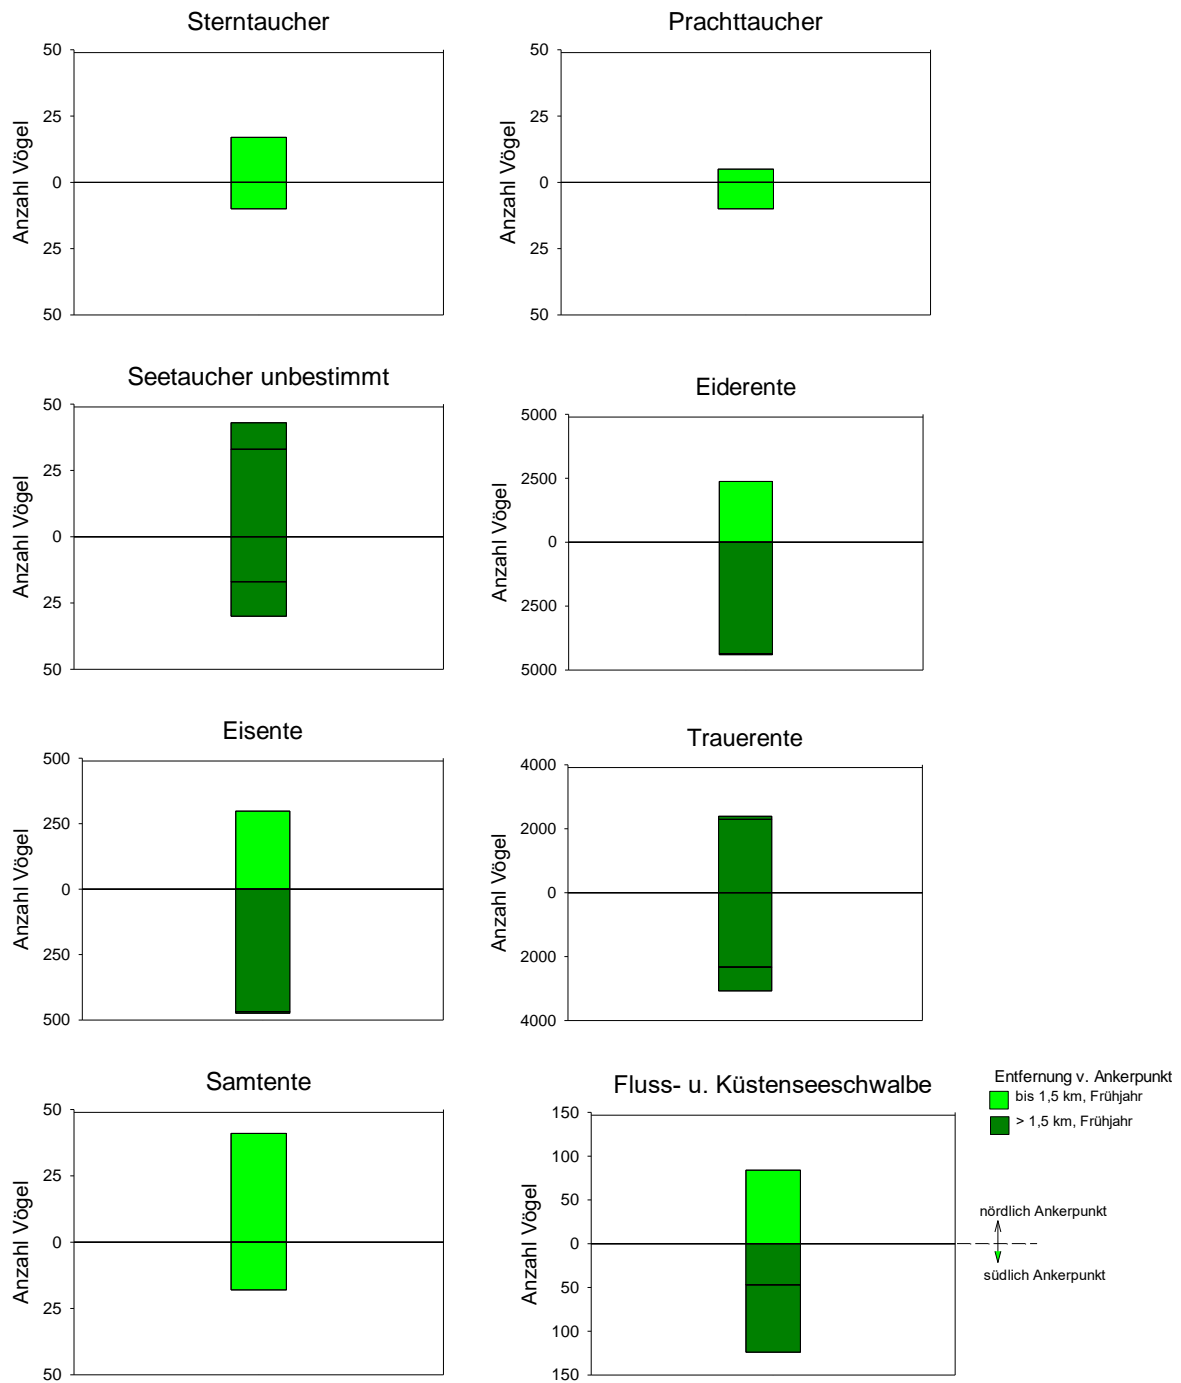 Sterntaucher
50
25
0
25
50
Anzahl Vögel
Prachttaucher
50
25
0
25
50
Anzahl Vögel
Seetaucher unbestimmt
50
25
0
25
50
Anzahl Vögel
Eiderente
5000
2500
0
2500
5000
Anzahl Vögel
Eisente
500
250
0
250
500
Anzahl Vögel
Trauerente
4000
2000
0
2000
4000
Anzahl Vögel
Samtente
50
25
0
25
50
Anzahl Vögel
Fluss- u. Küstenseeschwalbe
150
100
50
0
50
100
150
Anzahl Vögel
Entfernung v. Ankerpunkt
bis 1,5 km, Frühjahr
> 1,5 km, Frühjahr
nördlich Ankerpunkt
südlich Ankerpunkt